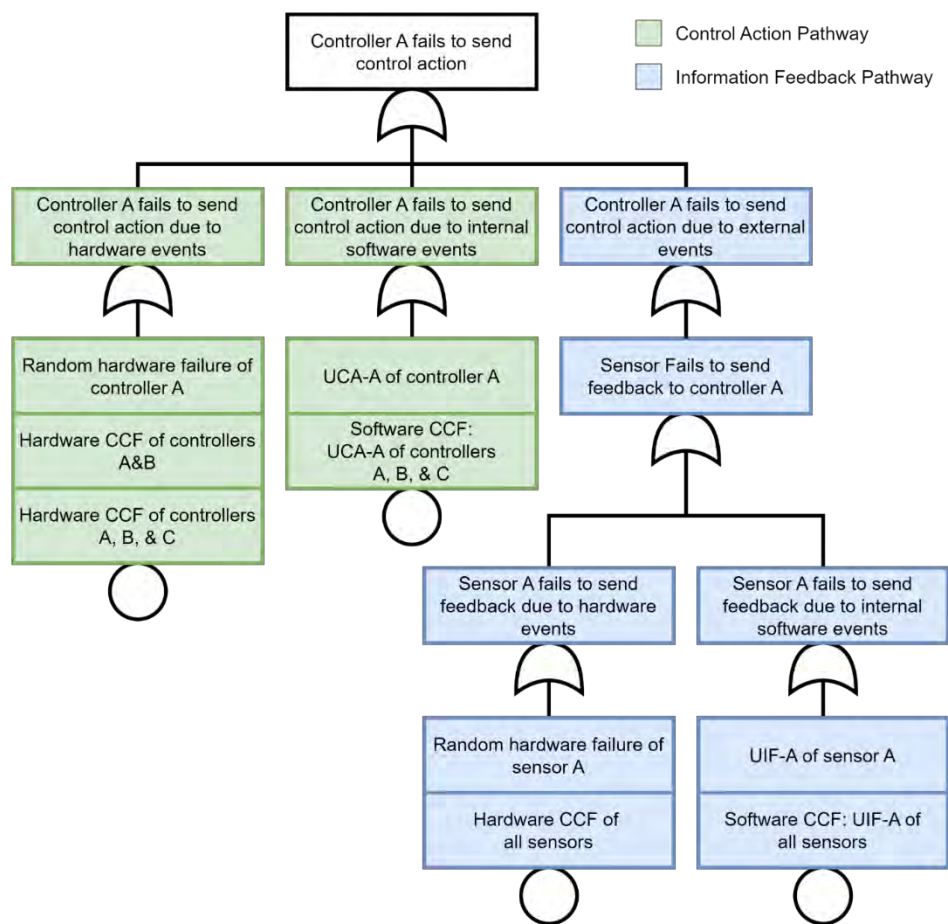 Controller A fails to send
control action
Control Action Pathway
Information Feedback Pathway
Controller A fails to send
control action due to
hardware events
Controller A fails to send
control action due to internal
software events
Controller A fails to send
control action due to external
events
Random hardware failure of
controller A
Hardware CCF of controllers
A&B
Hardware CCF of controllers
A, B, & C
UCA-A of controller A
Software CCF:
UCA-A of controllers
A, B, & C
Sensor Fails to send
feedback to controller A
Sensor A fails to send
feedback due to hardware
events
Sensor A fails to send
feedback due to internal
software events
Random hardware failure of
sensor A
Hardware CCF of
all sensors
UIF-A of sensor A
Software CCF: UIF-A of
all sensors